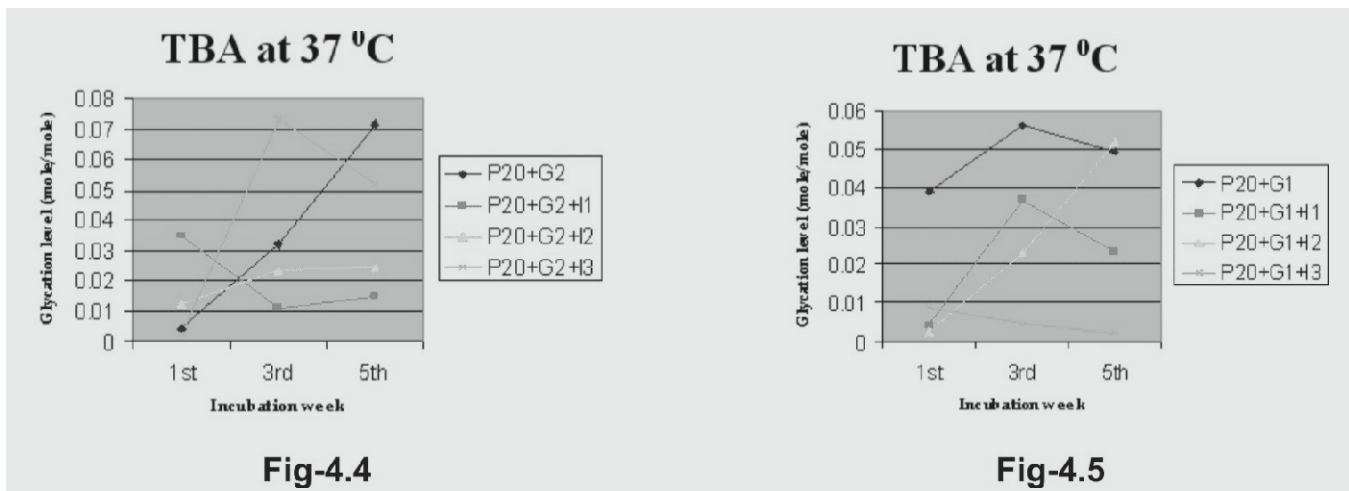 TBA at 37 ⁰C
Glycation level (mole/mole)
0.08
0.07
0.06
0.05
0.04
0.03
0.02
0.01
0
1st 3rd 5th
Incubation week
P20+G2
P20+G2+I1
P20+G2+I2
P20+G2+I3
Fig-4.4
TBA at 37 ⁰C
Glycation level (mole/mole)
0.06
0.05
0.04
0.03
0.02
0.01
0
1st 3rd 5th
Incubation week
P20+G1
P20+G1+I1
P20+G1+I2
P20+G1+I3
Fig-4.5